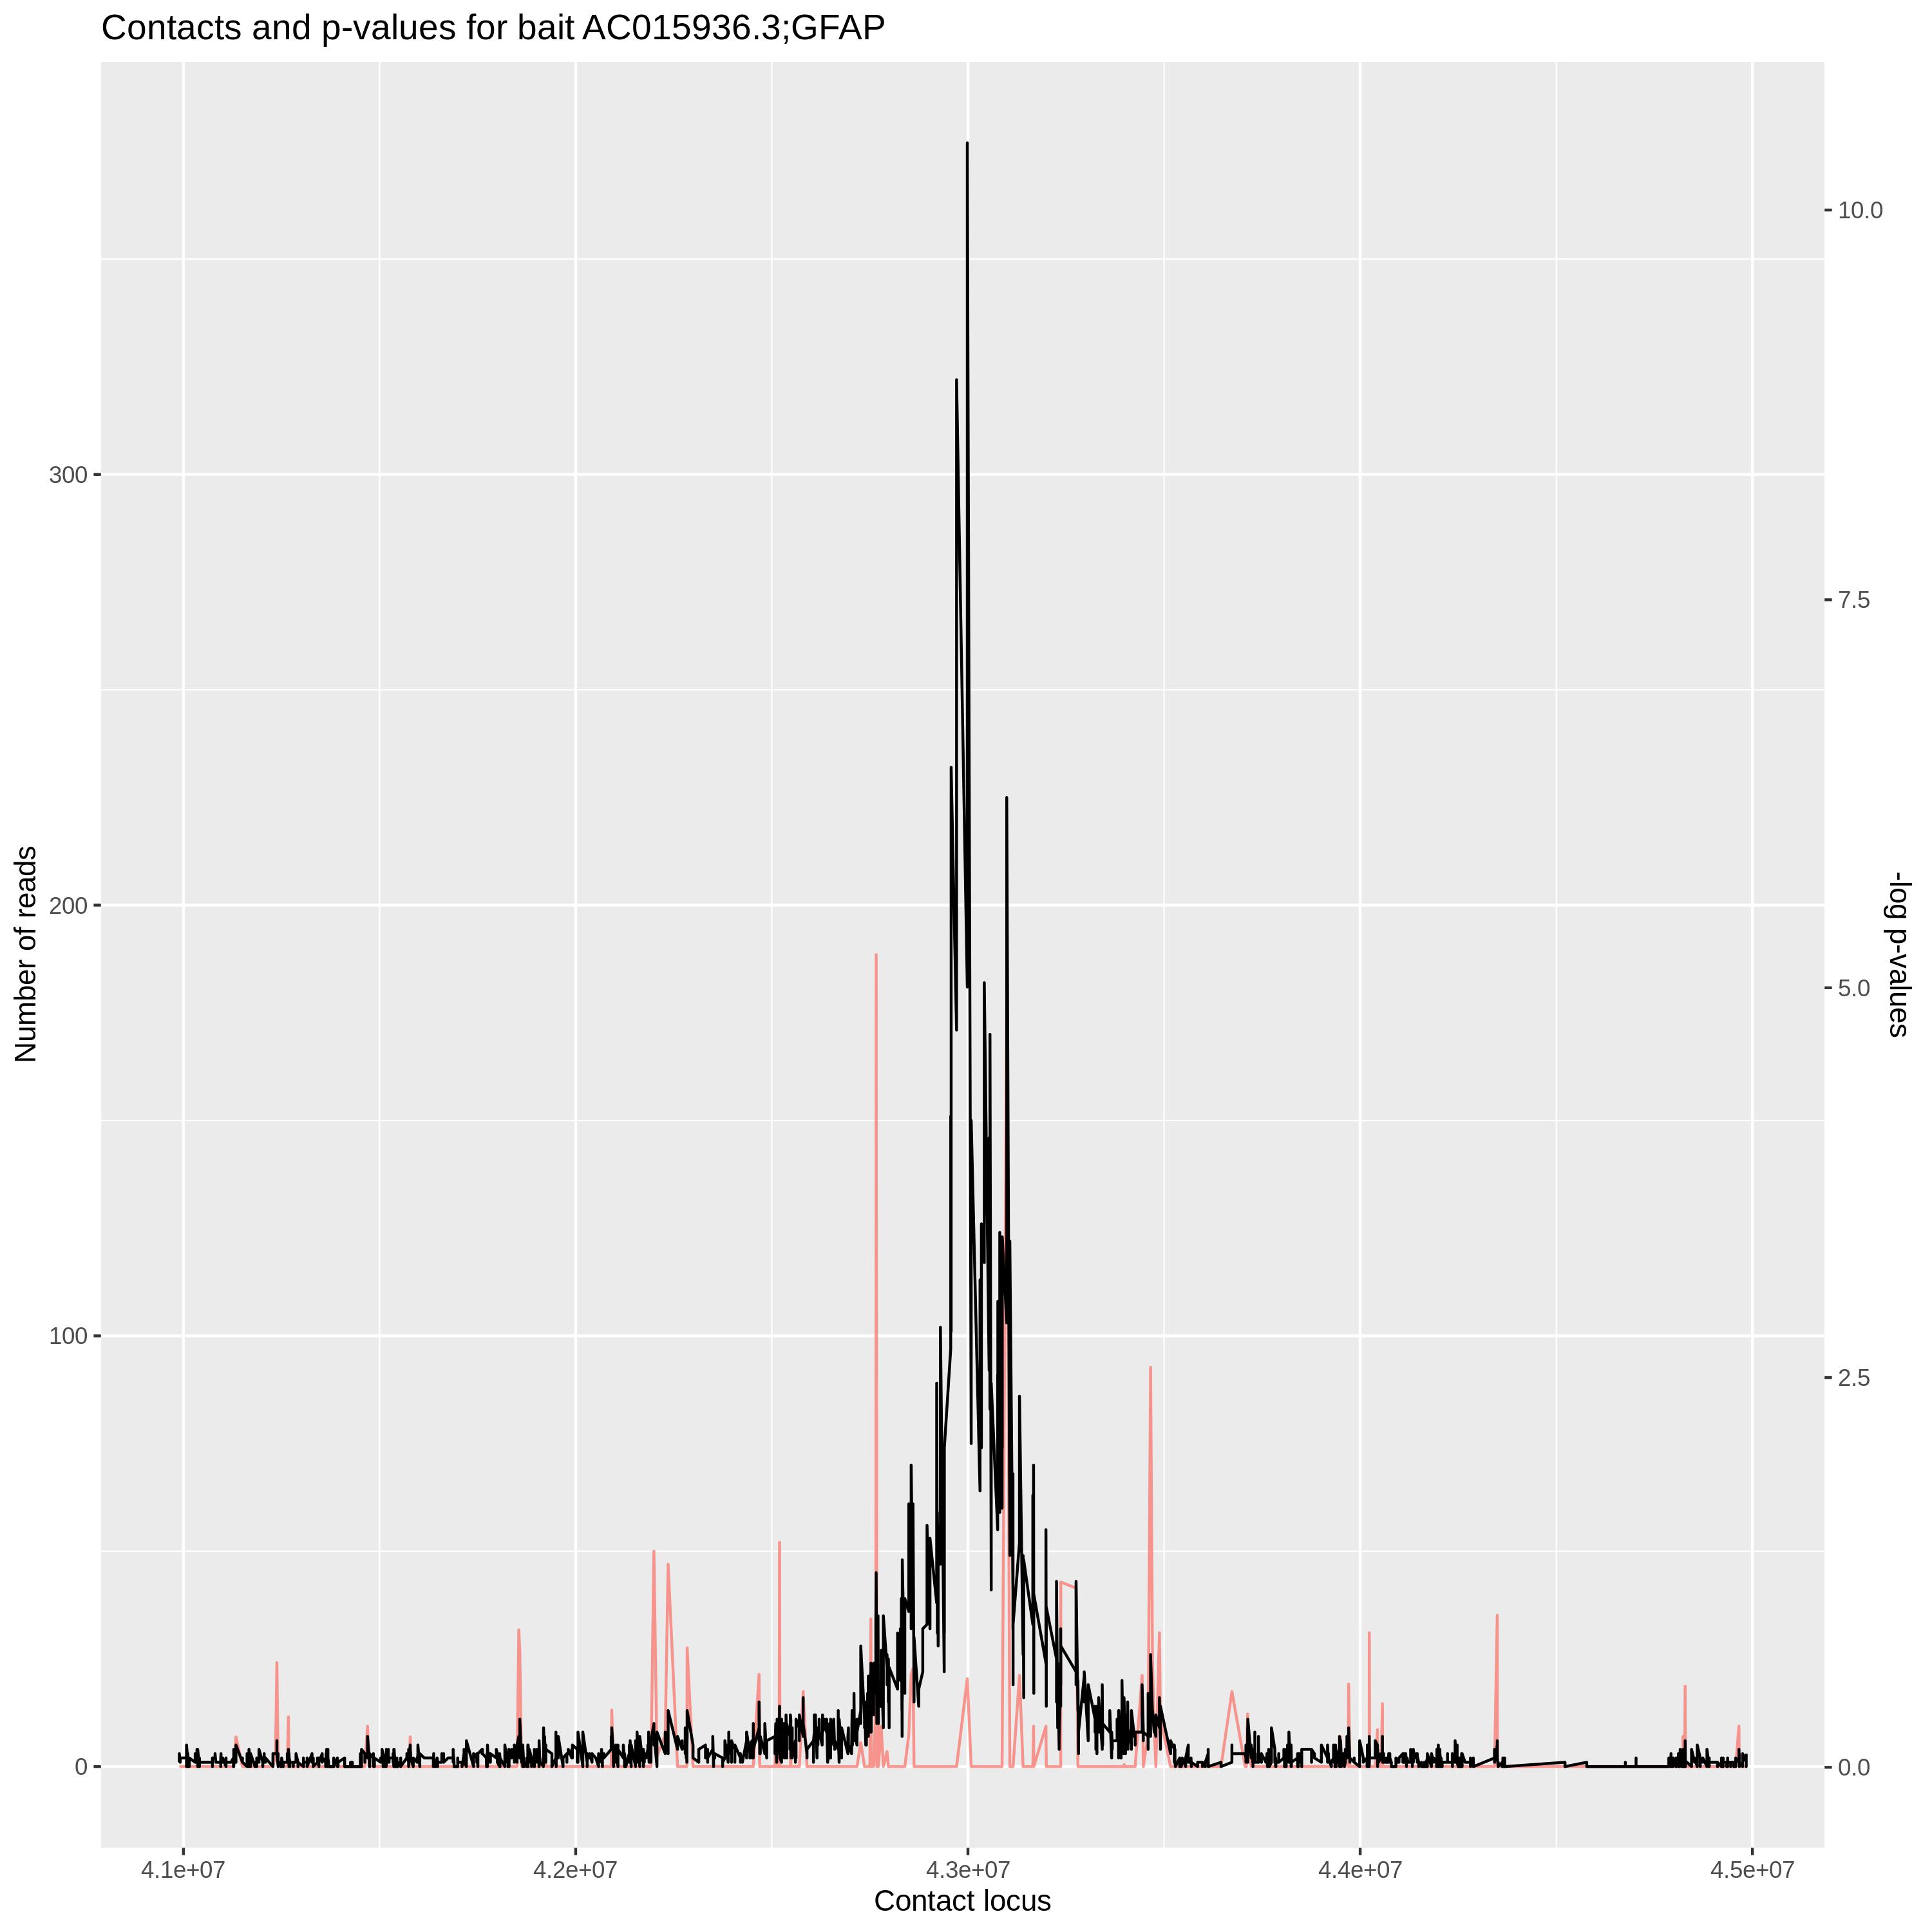 Contacts and p-values for bait AC015936.3;GFAP
10.0
7.5
5.0
2.5
0.0
-log p-values
300
200
100
0
Number of reads
4.1e+07
4.2e+07
4.3e+07
4.4e+07
4.5e+07
Contact locus